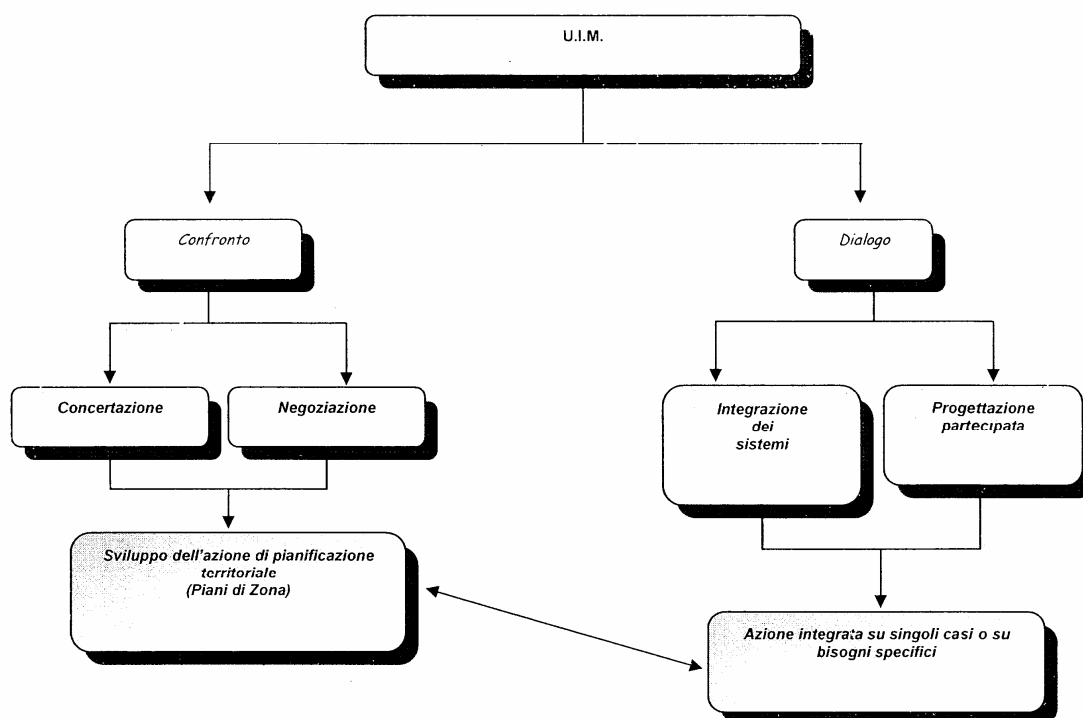 U.I.M.
Confronto
Dialogo
Concertazione
Negoziazione
Integrazione
dei
sistemi
Progettazione
partecipata
Sviluppo dell'azione di pianificazione
territoriale
(Piani di Zona)
Azione integrata su singoli casi o su
bisogni specifici